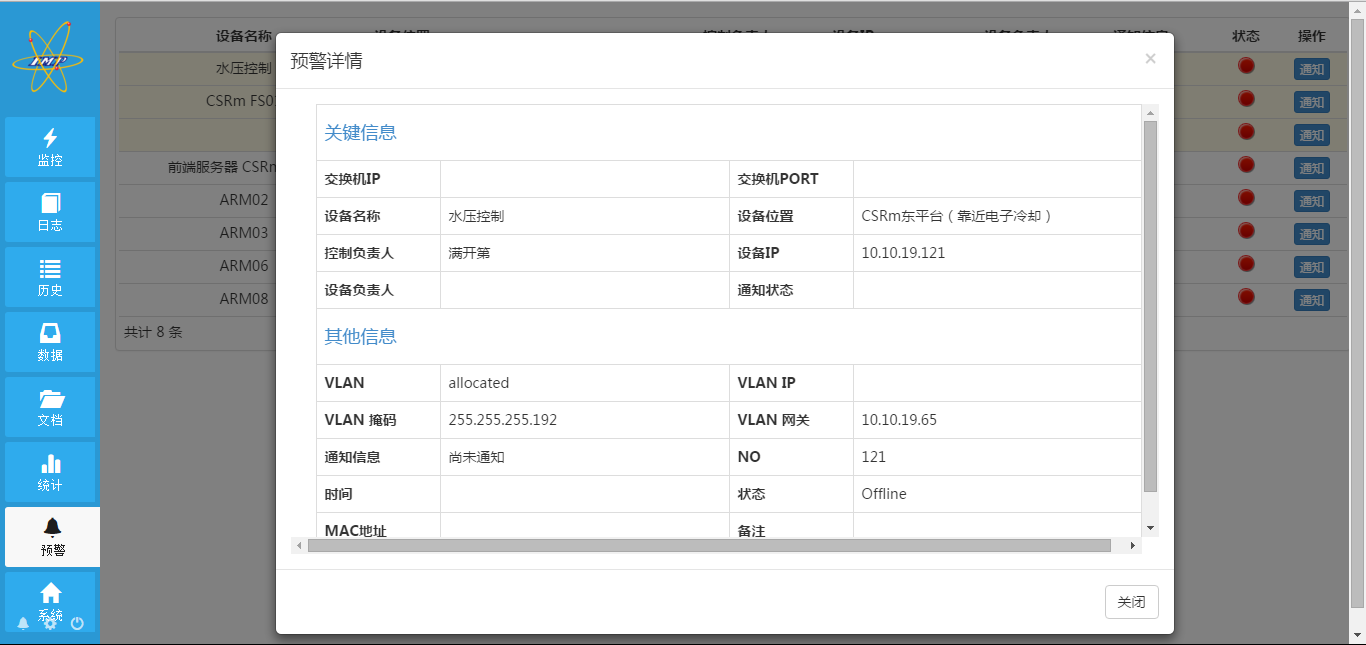 IMP
监控
日志
历史
数据
文档
统计
预警
系统
设备名称 状态 操作
水压控制 通知
CSRm FS0 通知
通知
前端服务器 CSRm 通知
ARM02 通知
ARM03 通知
ARM06 通知
ARM08 通知
共计 8 条
预警详情 ×
关键信息
交换机IP 交换机PORT
设备名称 水压控制 设备位置 CSRm东平台（靠近电子冷却）
控制负责人 满开第 设备IP 10.10.19.121
设备负责人 通知状态
其他信息
VLAN allocated VLAN IP
VLAN 掩码 255.255.255.192 VLAN 网关 10.10.19.65
通知信息 尚未通知 NO 121
时间 状态 Offline
MAC地址 备注
关闭